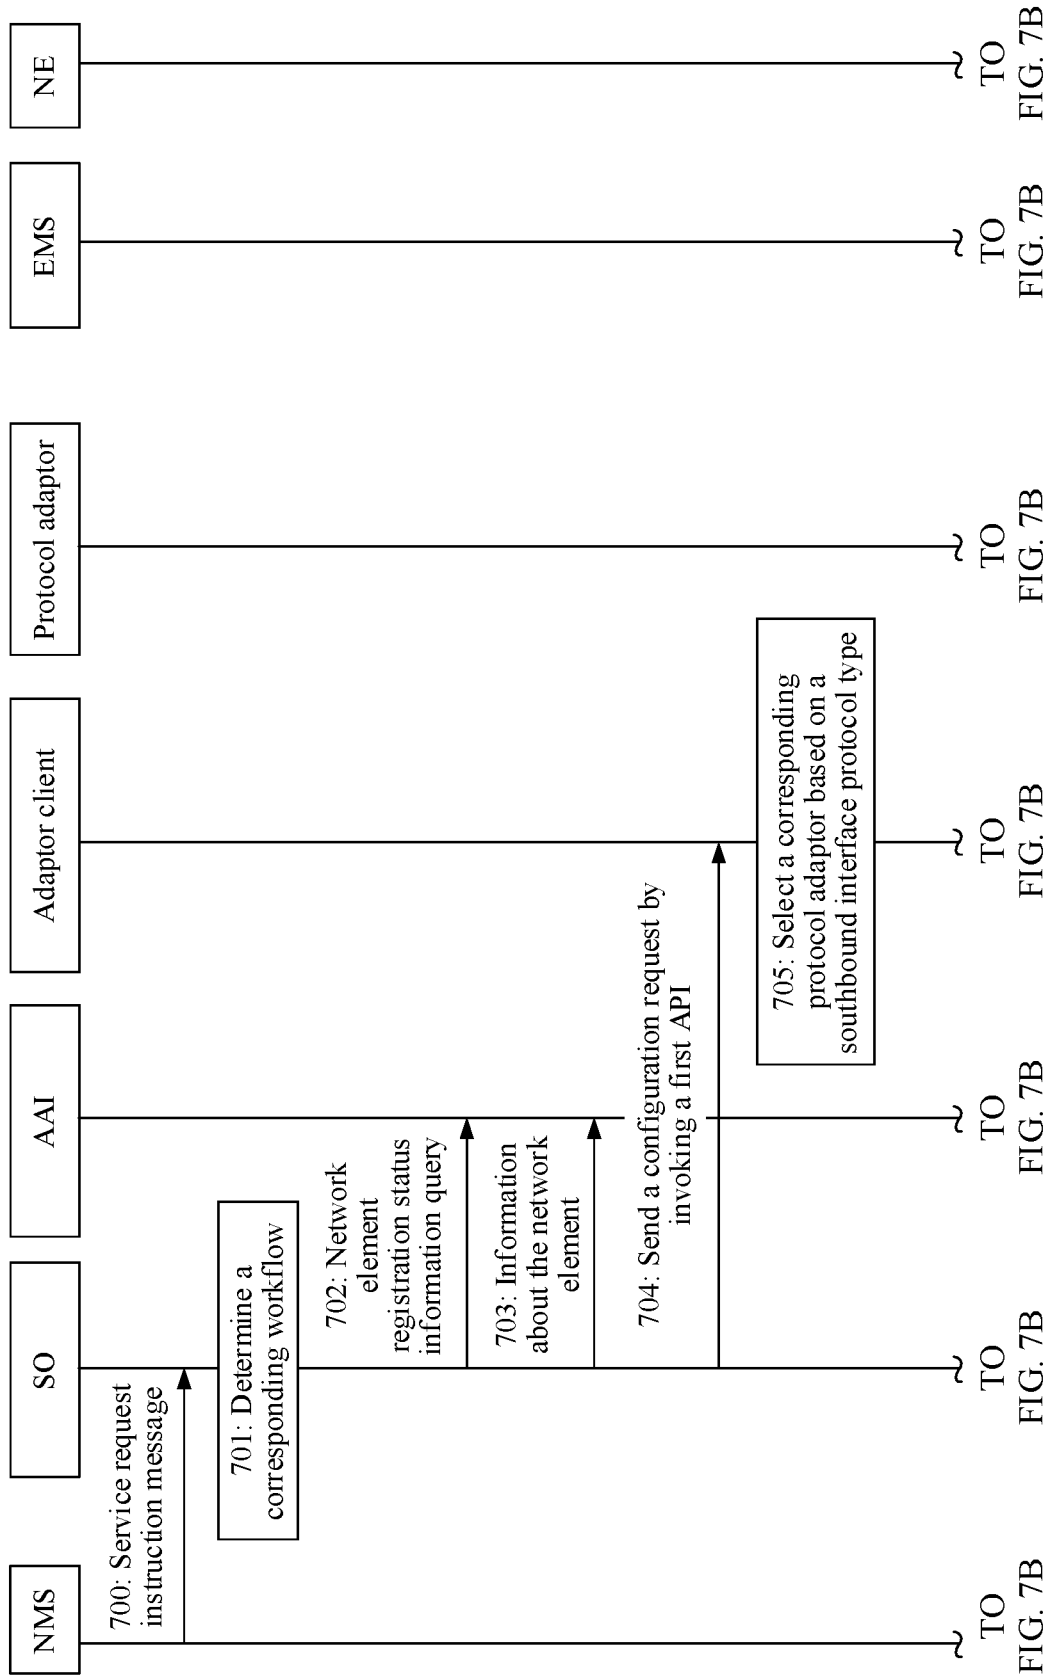 NMS
SO
AAI
Adaptor client
Protocol adaptor
EMS
NE
700: Service request
instruction message
701: Determine a
corresponding workflow
702: Network
element
registration status
information query
703: Information
about the network
element
704: Send a configuration request by
invoking a first API
705: Select a corresponding
protocol adaptor based on a
southbound interface protocol type
TO
FIG. 7B
TO
FIG. 7B
TO
FIG. 7B
TO
FIG. 7B
TO
FIG. 7B
TO
FIG. 7B
TO
FIG. 7B